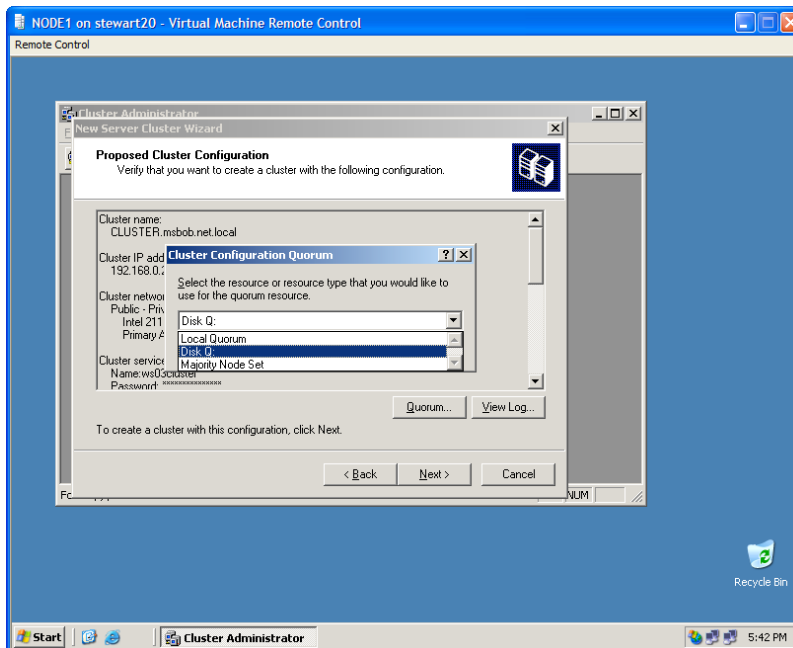 NODE1 on stewart20 - Virtual Machine Remote Control
Remote Control
Cluster Administrator
New Server Cluster Wizard
Proposed Cluster Configuration
Verify that you want to create a cluster with the following configuration.
Cluster name:
CLUSTER.msbob.net.local
Cluster IP add
192.168.0.2
Cluster networ
Public - Priv
Intel 211
Primary A
Cluster service
Name:ws03cluster
Password: **************
Cluster Configuration Quorum
Select the resource or resource type that you would like to
use for the quorum resource.
Disk Q:
Local Quorum
Disk Q:
Majority Node Set
Quorum...
View Log...
To create a cluster with this configuration, click Next.
< Back
Next >
Cancel
NUM
Recycle Bin
Start
Cluster Administrator
5:42 PM